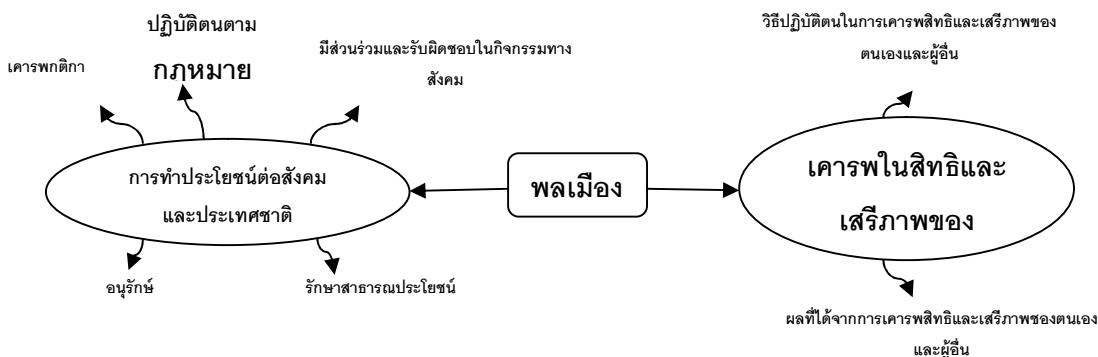 ปฏิบัติตนตาม
กฎหมาย
เคารพกติกา
มีส่วนร่วมและรับผิดชอบในกิจกรรมทาง
สังคม
วิธีปฏิบัติตนในการเคารพสิทธิและเสรีภาพของ
ตนเองและผู้อื่น
การทำประโยชน์ต่อสังคม
และประเทศชาติ
พลเมือง
เคารพในสิทธิและ
เสรีภาพของ
อนุรักษ์
รักษาสาธารณประโยชน์
ผลที่ได้จากการเคารพสิทธิและเสรีภาพของตนเอง
และผู้อื่น